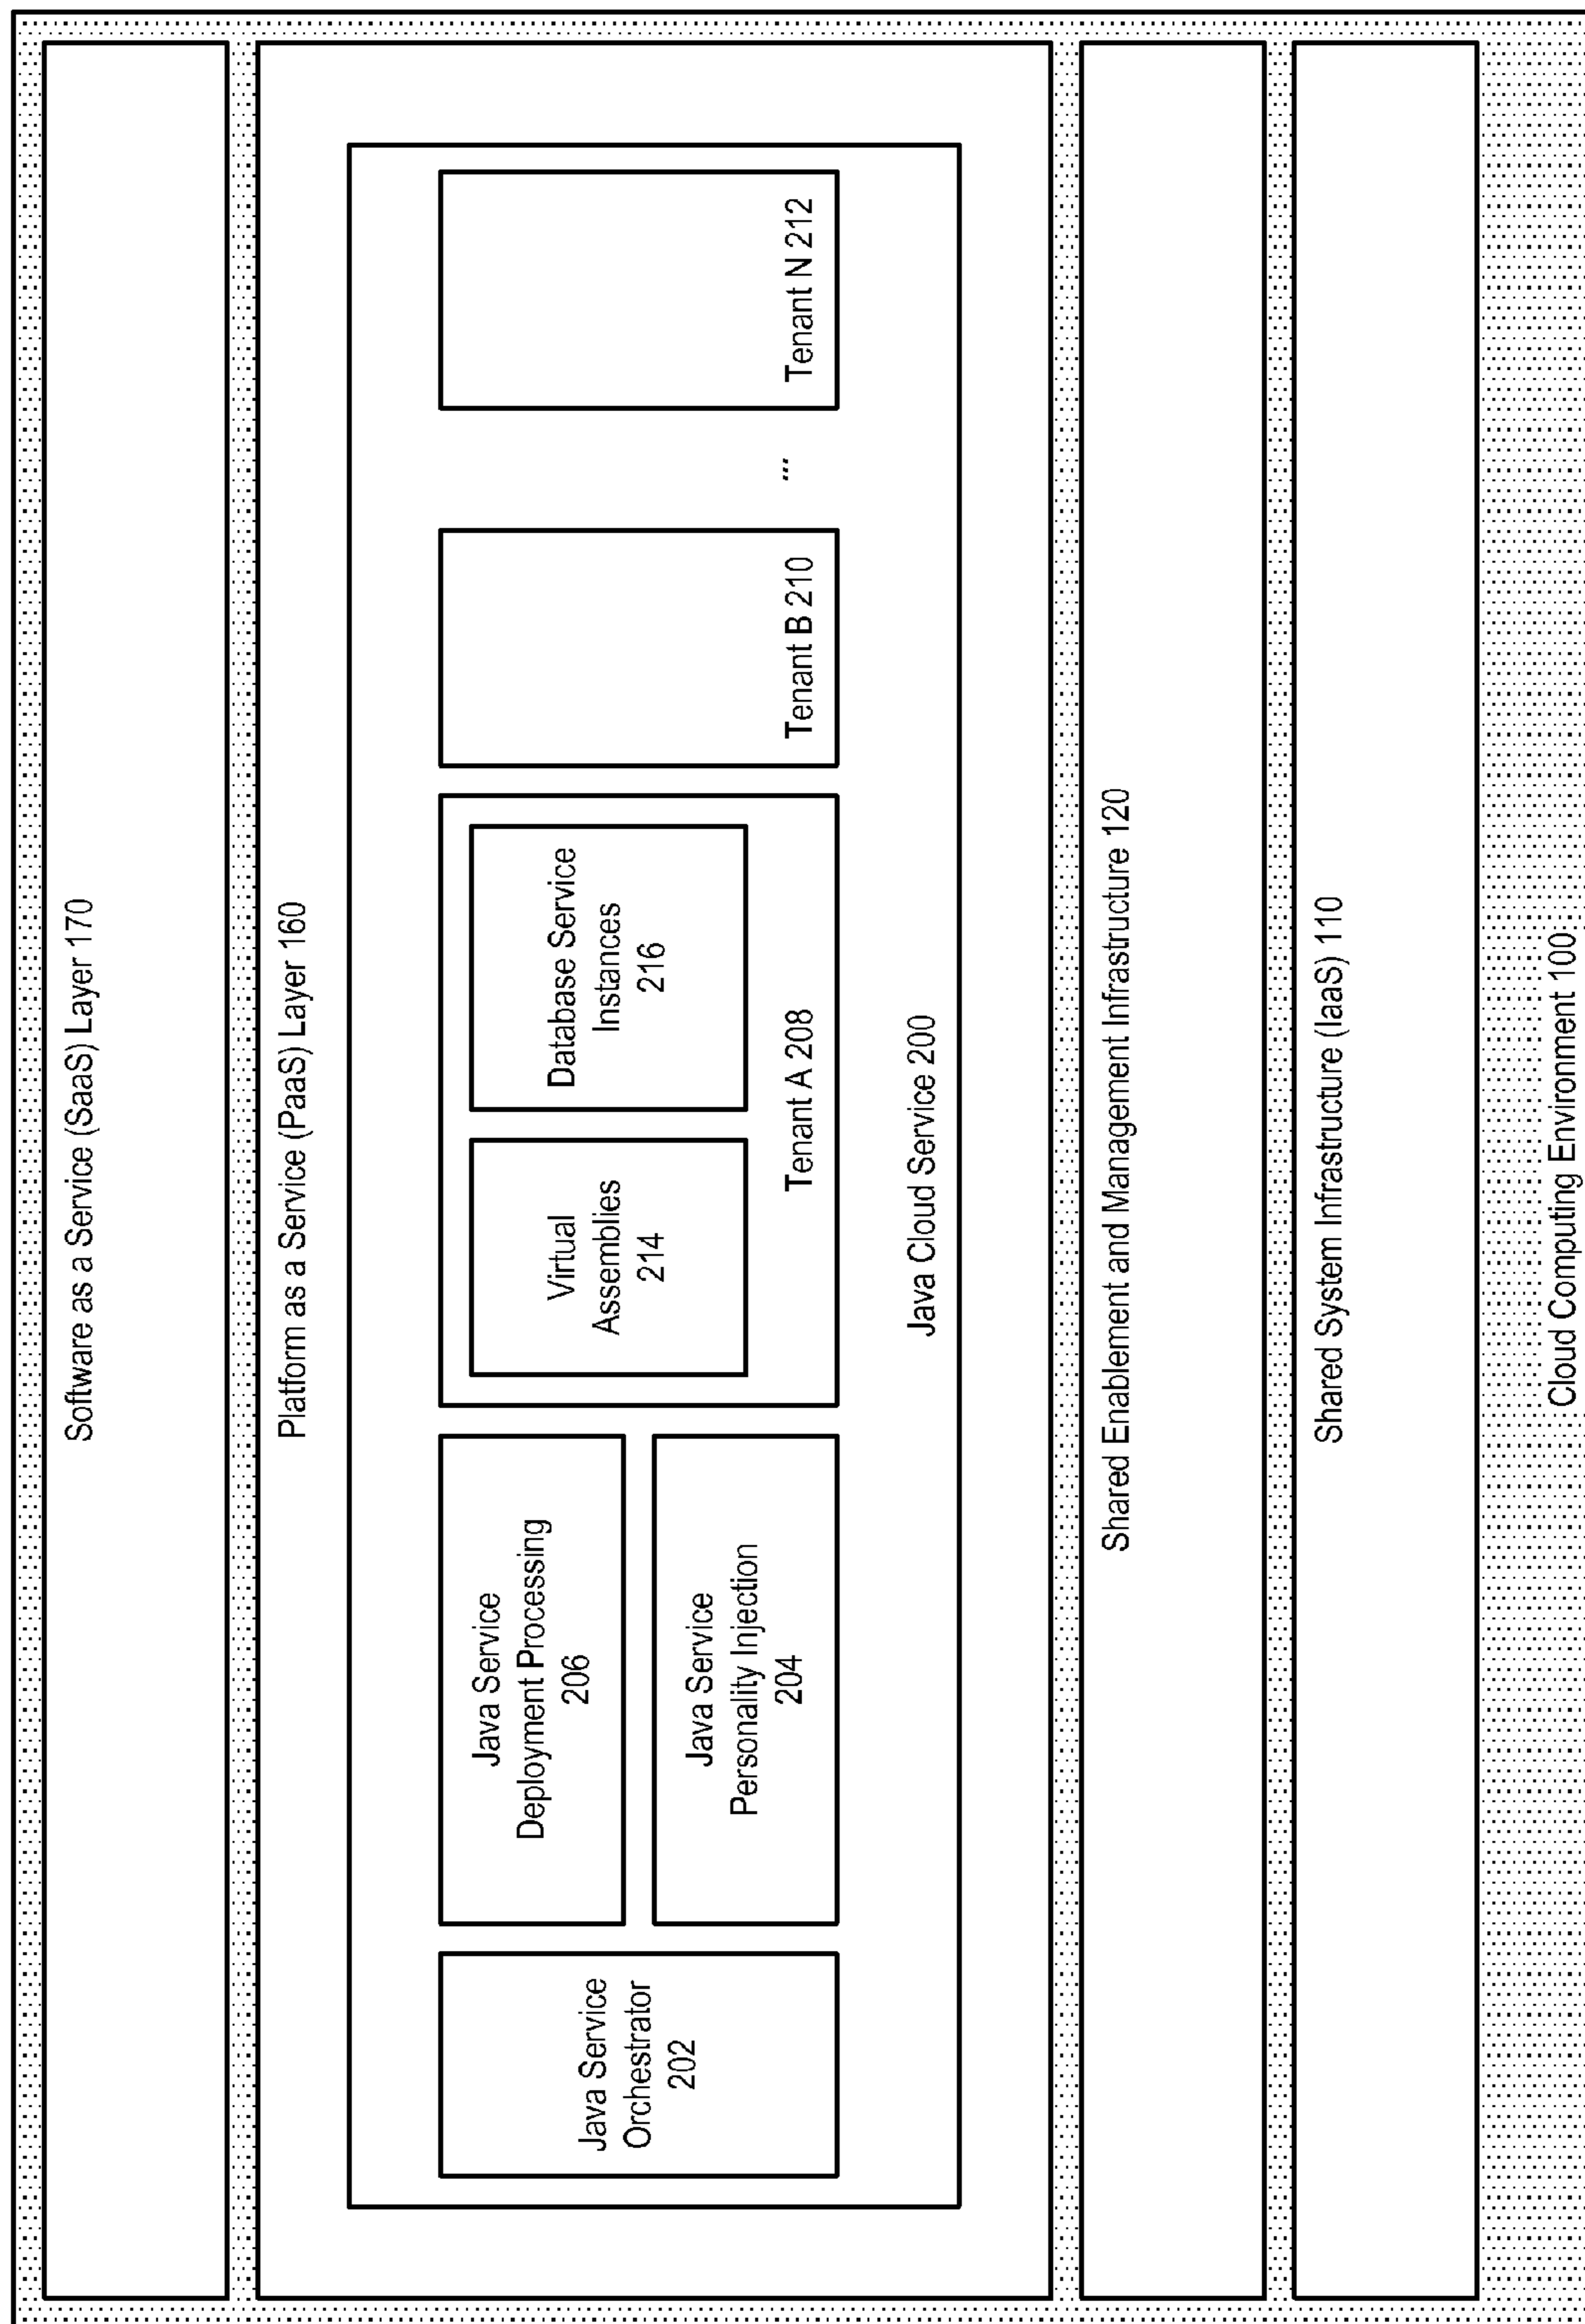 Software as a Service (SaaS) Layer 170
Platform as a Service (PaaS) Layer 160
Java Service
Orchestrator
202
Java Service
Deployment Processing
206
Java Service
Personality Injection
204
Virtual
Assemblies
214
Database Service
Instances
216
Tenant A 208
Tenant B 210
...
Tenant N 212
Java Cloud Service 200
Shared Enablement and Management Infrastructure 120
Shared System Infrastructure (IaaS) 110
Cloud Computing Environment 100